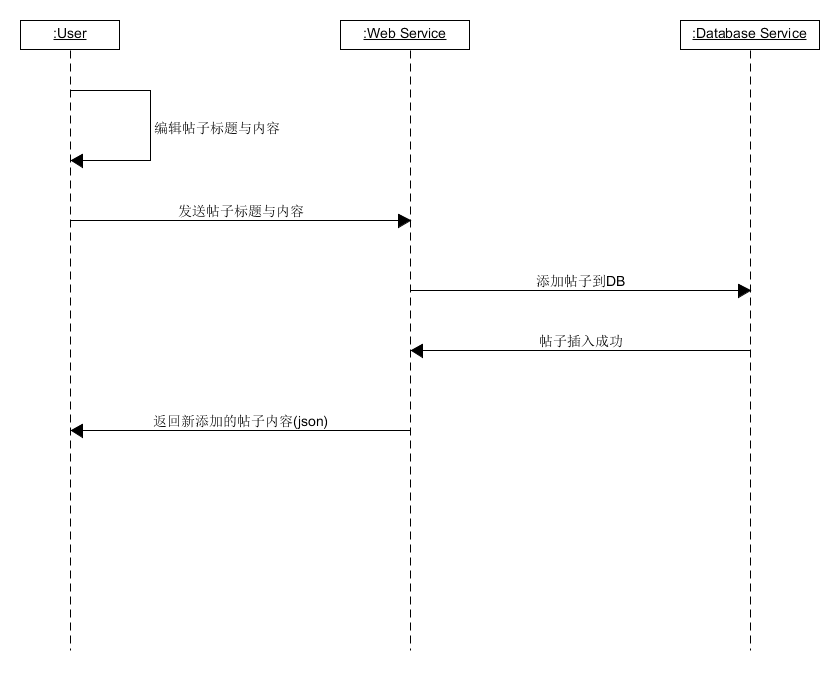 :User
:Web Service
:Database Service
编辑帖子标题与内容
发送帖子标题与内容
添加帖子到DB
帖子插入成功
返回新添加的帖子内容(json)